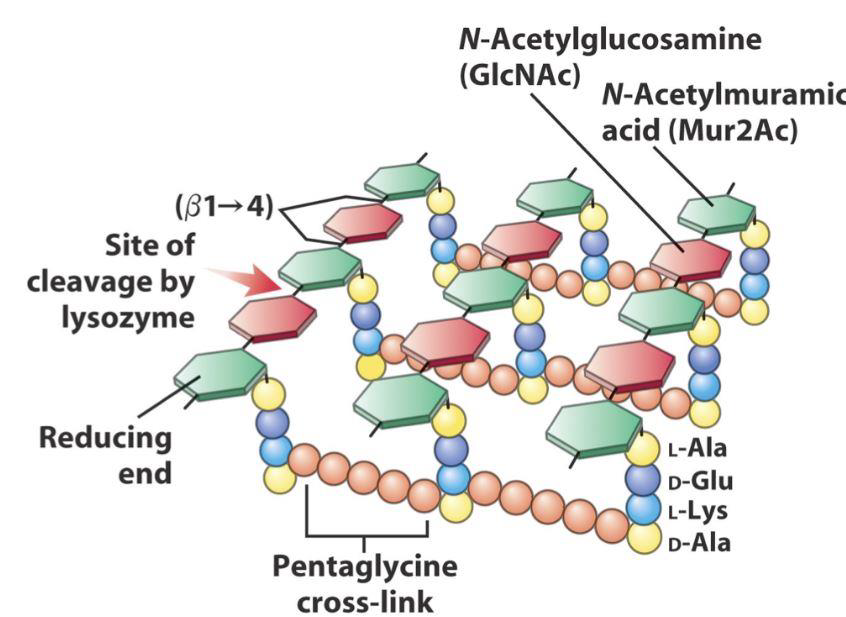 N-Acetylglucosamine
(GlcNAc)
N-Acetylmuramic
acid (Mur2Ac)
(β1→4)
Site of
cleavage by
lysozyme
Reducing
end
L-Ala
D-Glu
L-Lys
D-Ala
Pentaglycine
cross-link